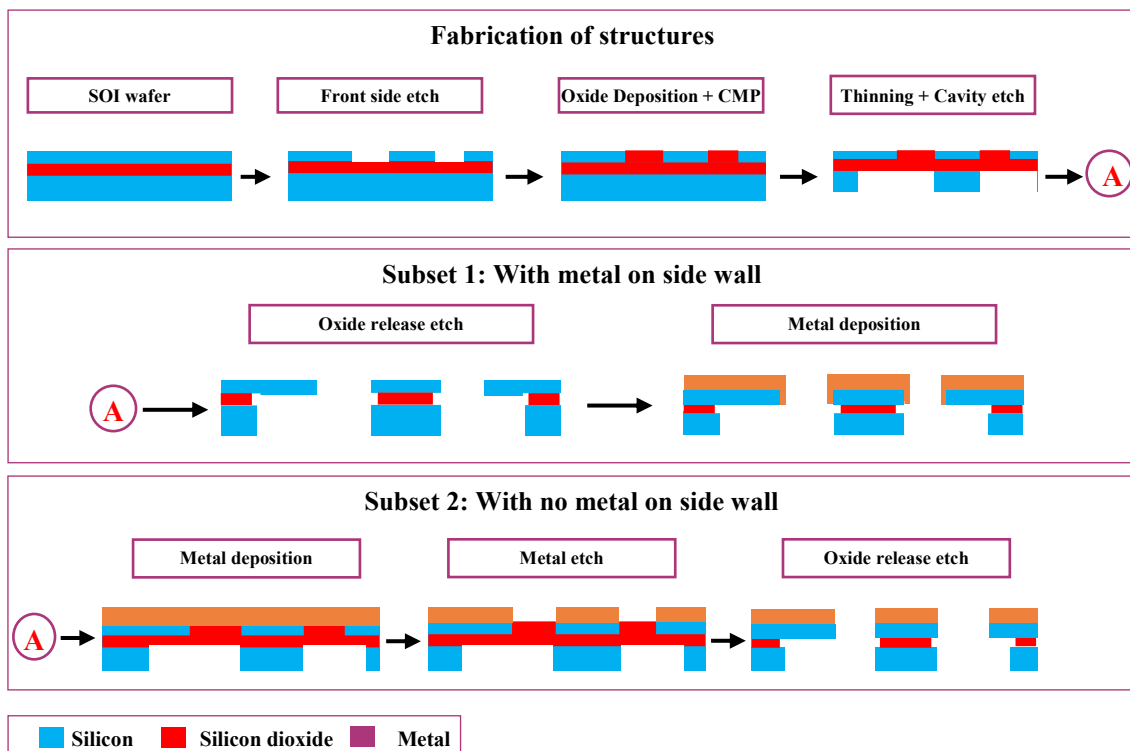 Fabrication of structures
SOI wafer
Front side etch
Oxide Deposition + CMP
Thinning + Cavity etch
A
Subset 1: With metal on side wall
Oxide release etch
Metal deposition
A
Subset 2: With no metal on side wall
Metal deposition
Metal etch
Oxide release etch
A
Silicon
Silicon dioxide
Metal